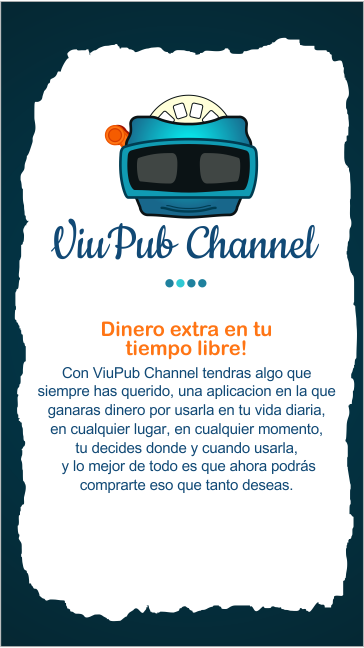 ViuPub Channel
Dinero extra en tu
tiempo libre!
Con ViuPub Channel tendras algo que
siempre has querido, una aplicacion en la que
ganaras dinero por usarla en tu vida diaria,
en cualquier lugar, en cualquier momento,
tu decides donde y cuando usarla,
y lo mejor de todo es que ahora podrás
comprarte eso que tanto deseas.